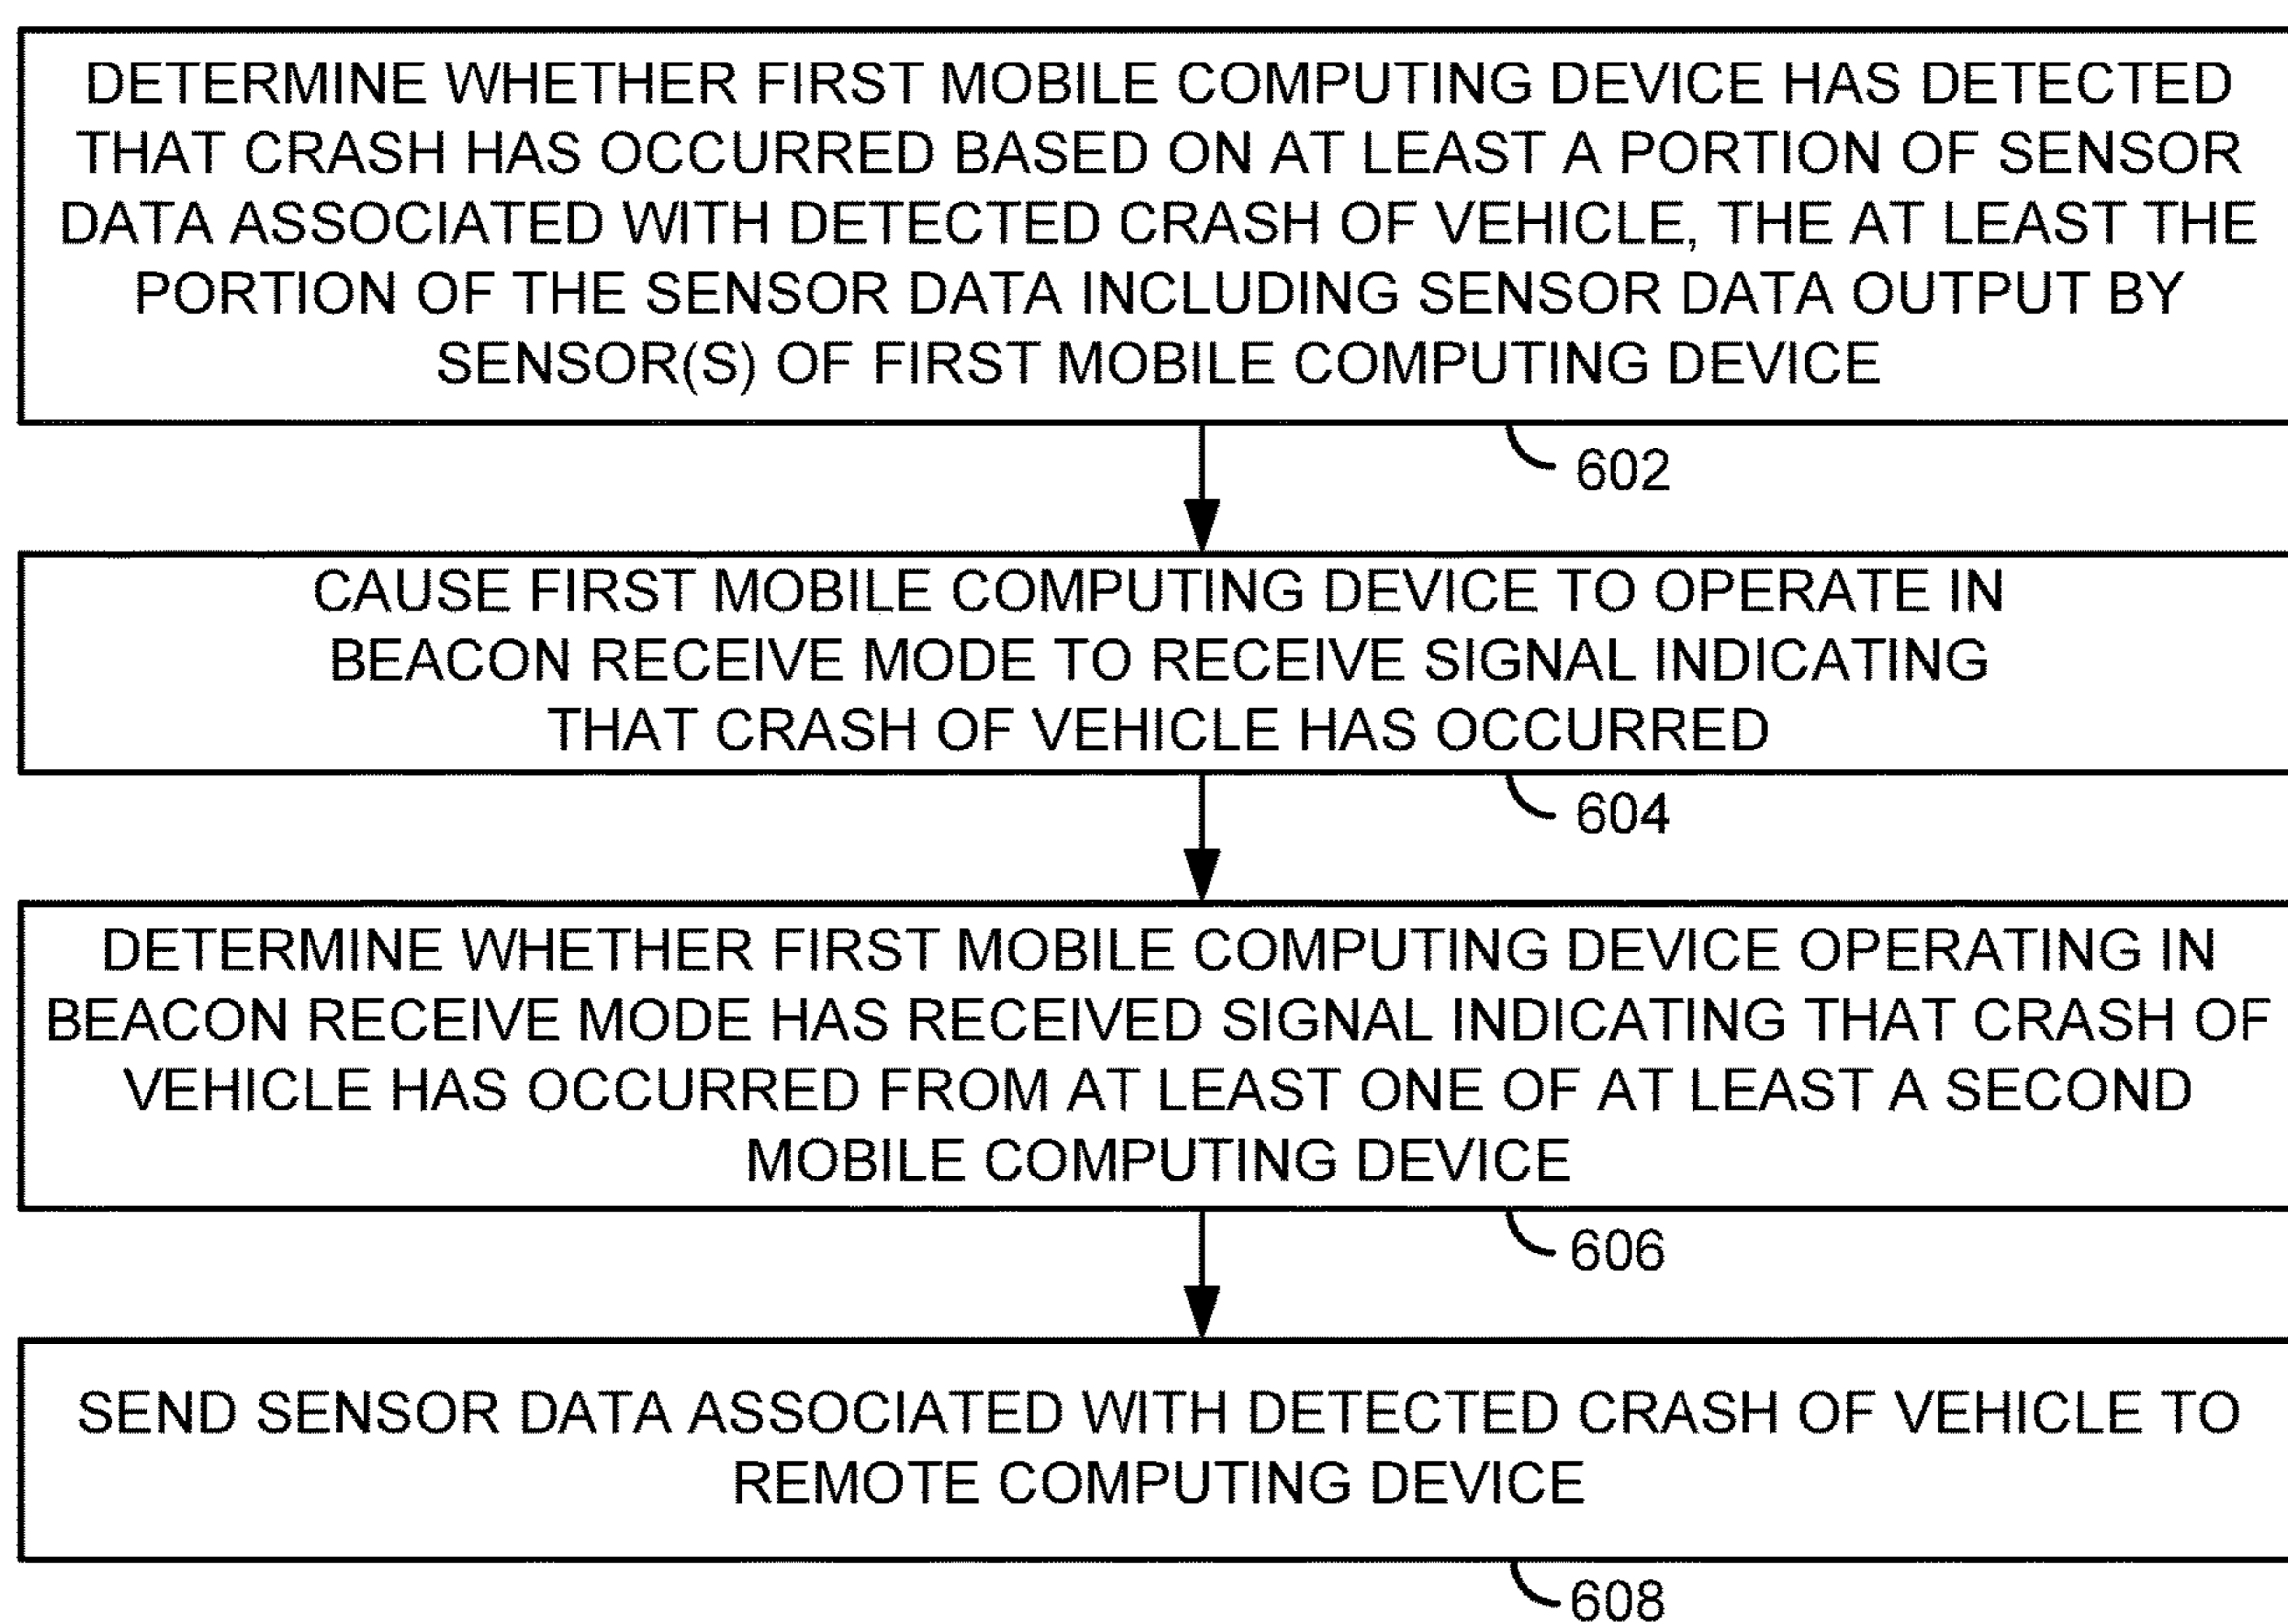 DETERMINE WHETHER FIRST MOBILE COMPUTING DEVICE HAS DETECTED
THAT CRASH HAS OCCURRED BASED ON AT LEAST A PORTION OF SENSOR
DATA ASSOCIATED WITH DETECTED CRASH OF VEHICLE, THE AT LEAST THE
PORTION OF THE SENSOR DATA INCLUDING SENSOR DATA OUTPUT BY
SENSOR(S) OF FIRST MOBILE COMPUTING DEVICE
602
CAUSE FIRST MOBILE COMPUTING DEVICE TO OPERATE IN
BEACON RECEIVE MODE TO RECEIVE SIGNAL INDICATING
THAT CRASH OF VEHICLE HAS OCCURRED
604
DETERMINE WHETHER FIRST MOBILE COMPUTING DEVICE OPERATING IN
BEACON RECEIVE MODE HAS RECEIVED SIGNAL INDICATING THAT CRASH OF
VEHICLE HAS OCCURRED FROM AT LEAST ONE OF AT LEAST A SECOND
MOBILE COMPUTING DEVICE
606
SEND SENSOR DATA ASSOCIATED WITH DETECTED CRASH OF VEHICLE TO
REMOTE COMPUTING DEVICE
608